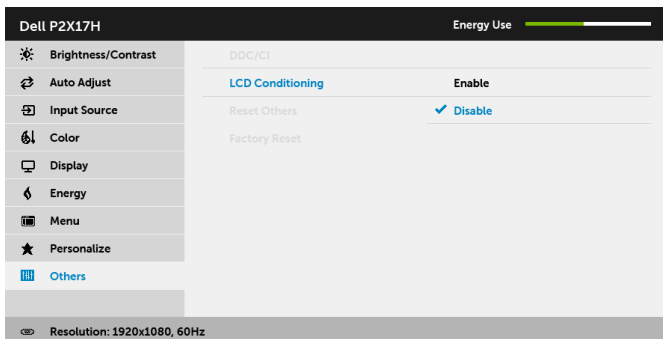 Dell P2X17H
Energy Use
Brightness/Contrast
Auto Adjust
Input Source
Color
Display
Energy
Menu
Personalize
Others
DDC/CI
LCD Conditioning
Enable
Reset Others
Disable
Factory Reset
Resolution: 1920x1080, 60Hz